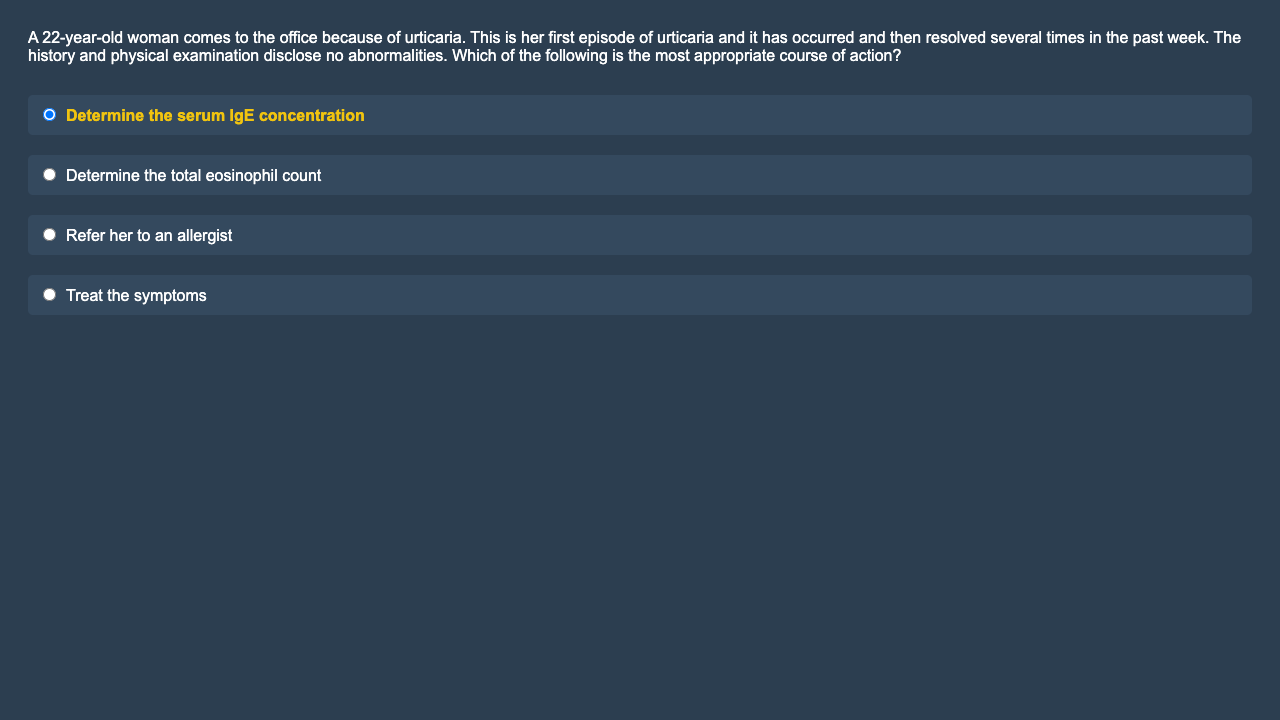 A 22-year-old woman comes to the office because of urticaria. This is her first episode of urticaria and it has occurred and then resolved several times in the past week. The
history and physical examination disclose no abnormalities. Which of the following is the most appropriate course of action?
Determine the serum IgE concentration
Determine the total eosinophil count
Refer her to an allergist
Treat the symptoms